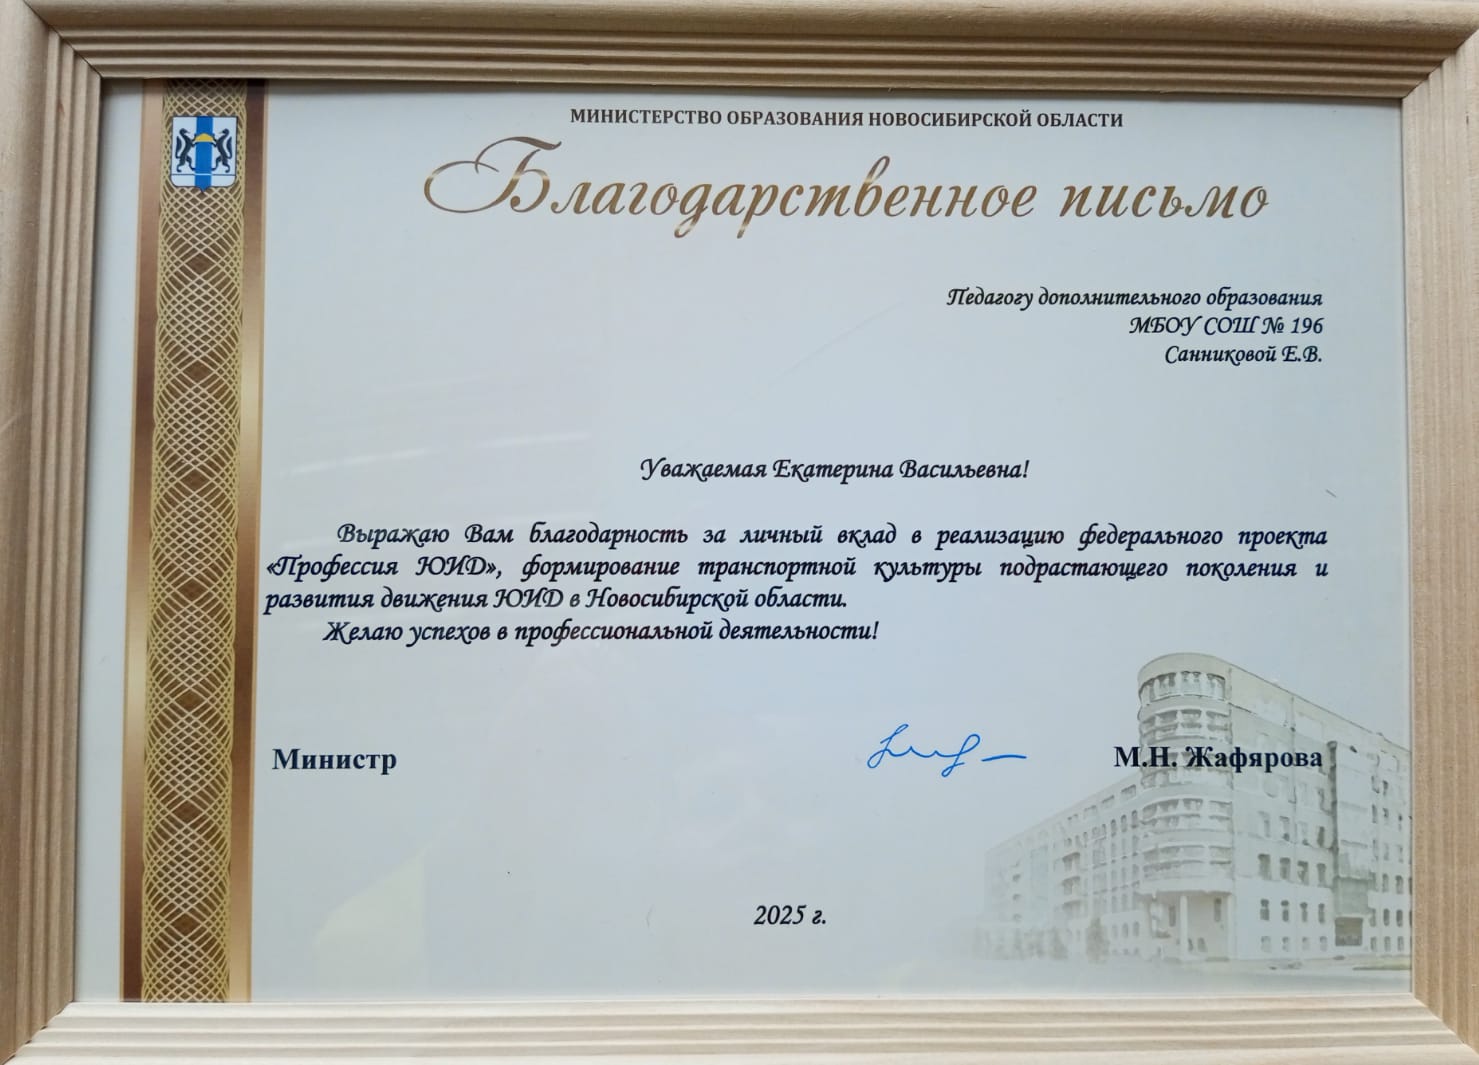 МИНИСТЕРСТВО ОБРАЗОВАНИЯ НОВОСИБИРСКОЙ ОБЛАСТИ
Благодарственное письмо
Педагогу дополнительного образования
МБОУ СОШ № 196
Санниковой Е.В.
Уважаемая Екатерина Васильевна!
Выражаю Вам благодарность за личный вклад в реализацию федерального проекта
«Профессия ЮИД», формирование транспортной культуры подрастающего поколения и
развития движения ЮИД в Новосибирской области.
Желаю успехов в профессиональной деятельности!
Министр
М.Н. Жафярова
2025 г.